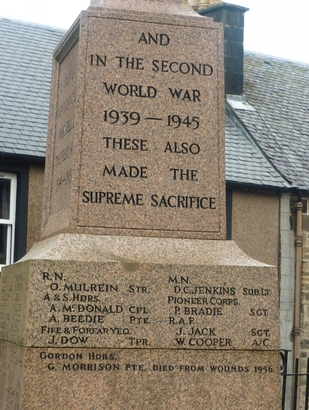 AND
IN THE SECOND
WORLD WAR
1939 — 1945
THESE ALSO
MADE THE
SUPREME SACRIFICE
R.N.
O. MULREIN STR.
A & S. HDRS.
A. McDONALD CPL.
A. BEEDIE PTE.
FIFE & FORFAR YEO.
J. DOW TPR.
M.N.
D.C. JENKINS SUB.LT
PIONEER CORPS.
P. BRADIE SGT
R.A.F.
J. JACK SGT.
W. COOPER A/C
GORDON HDRS.
G. MORRISON PTE. DIED FROM WOUNDS 1956